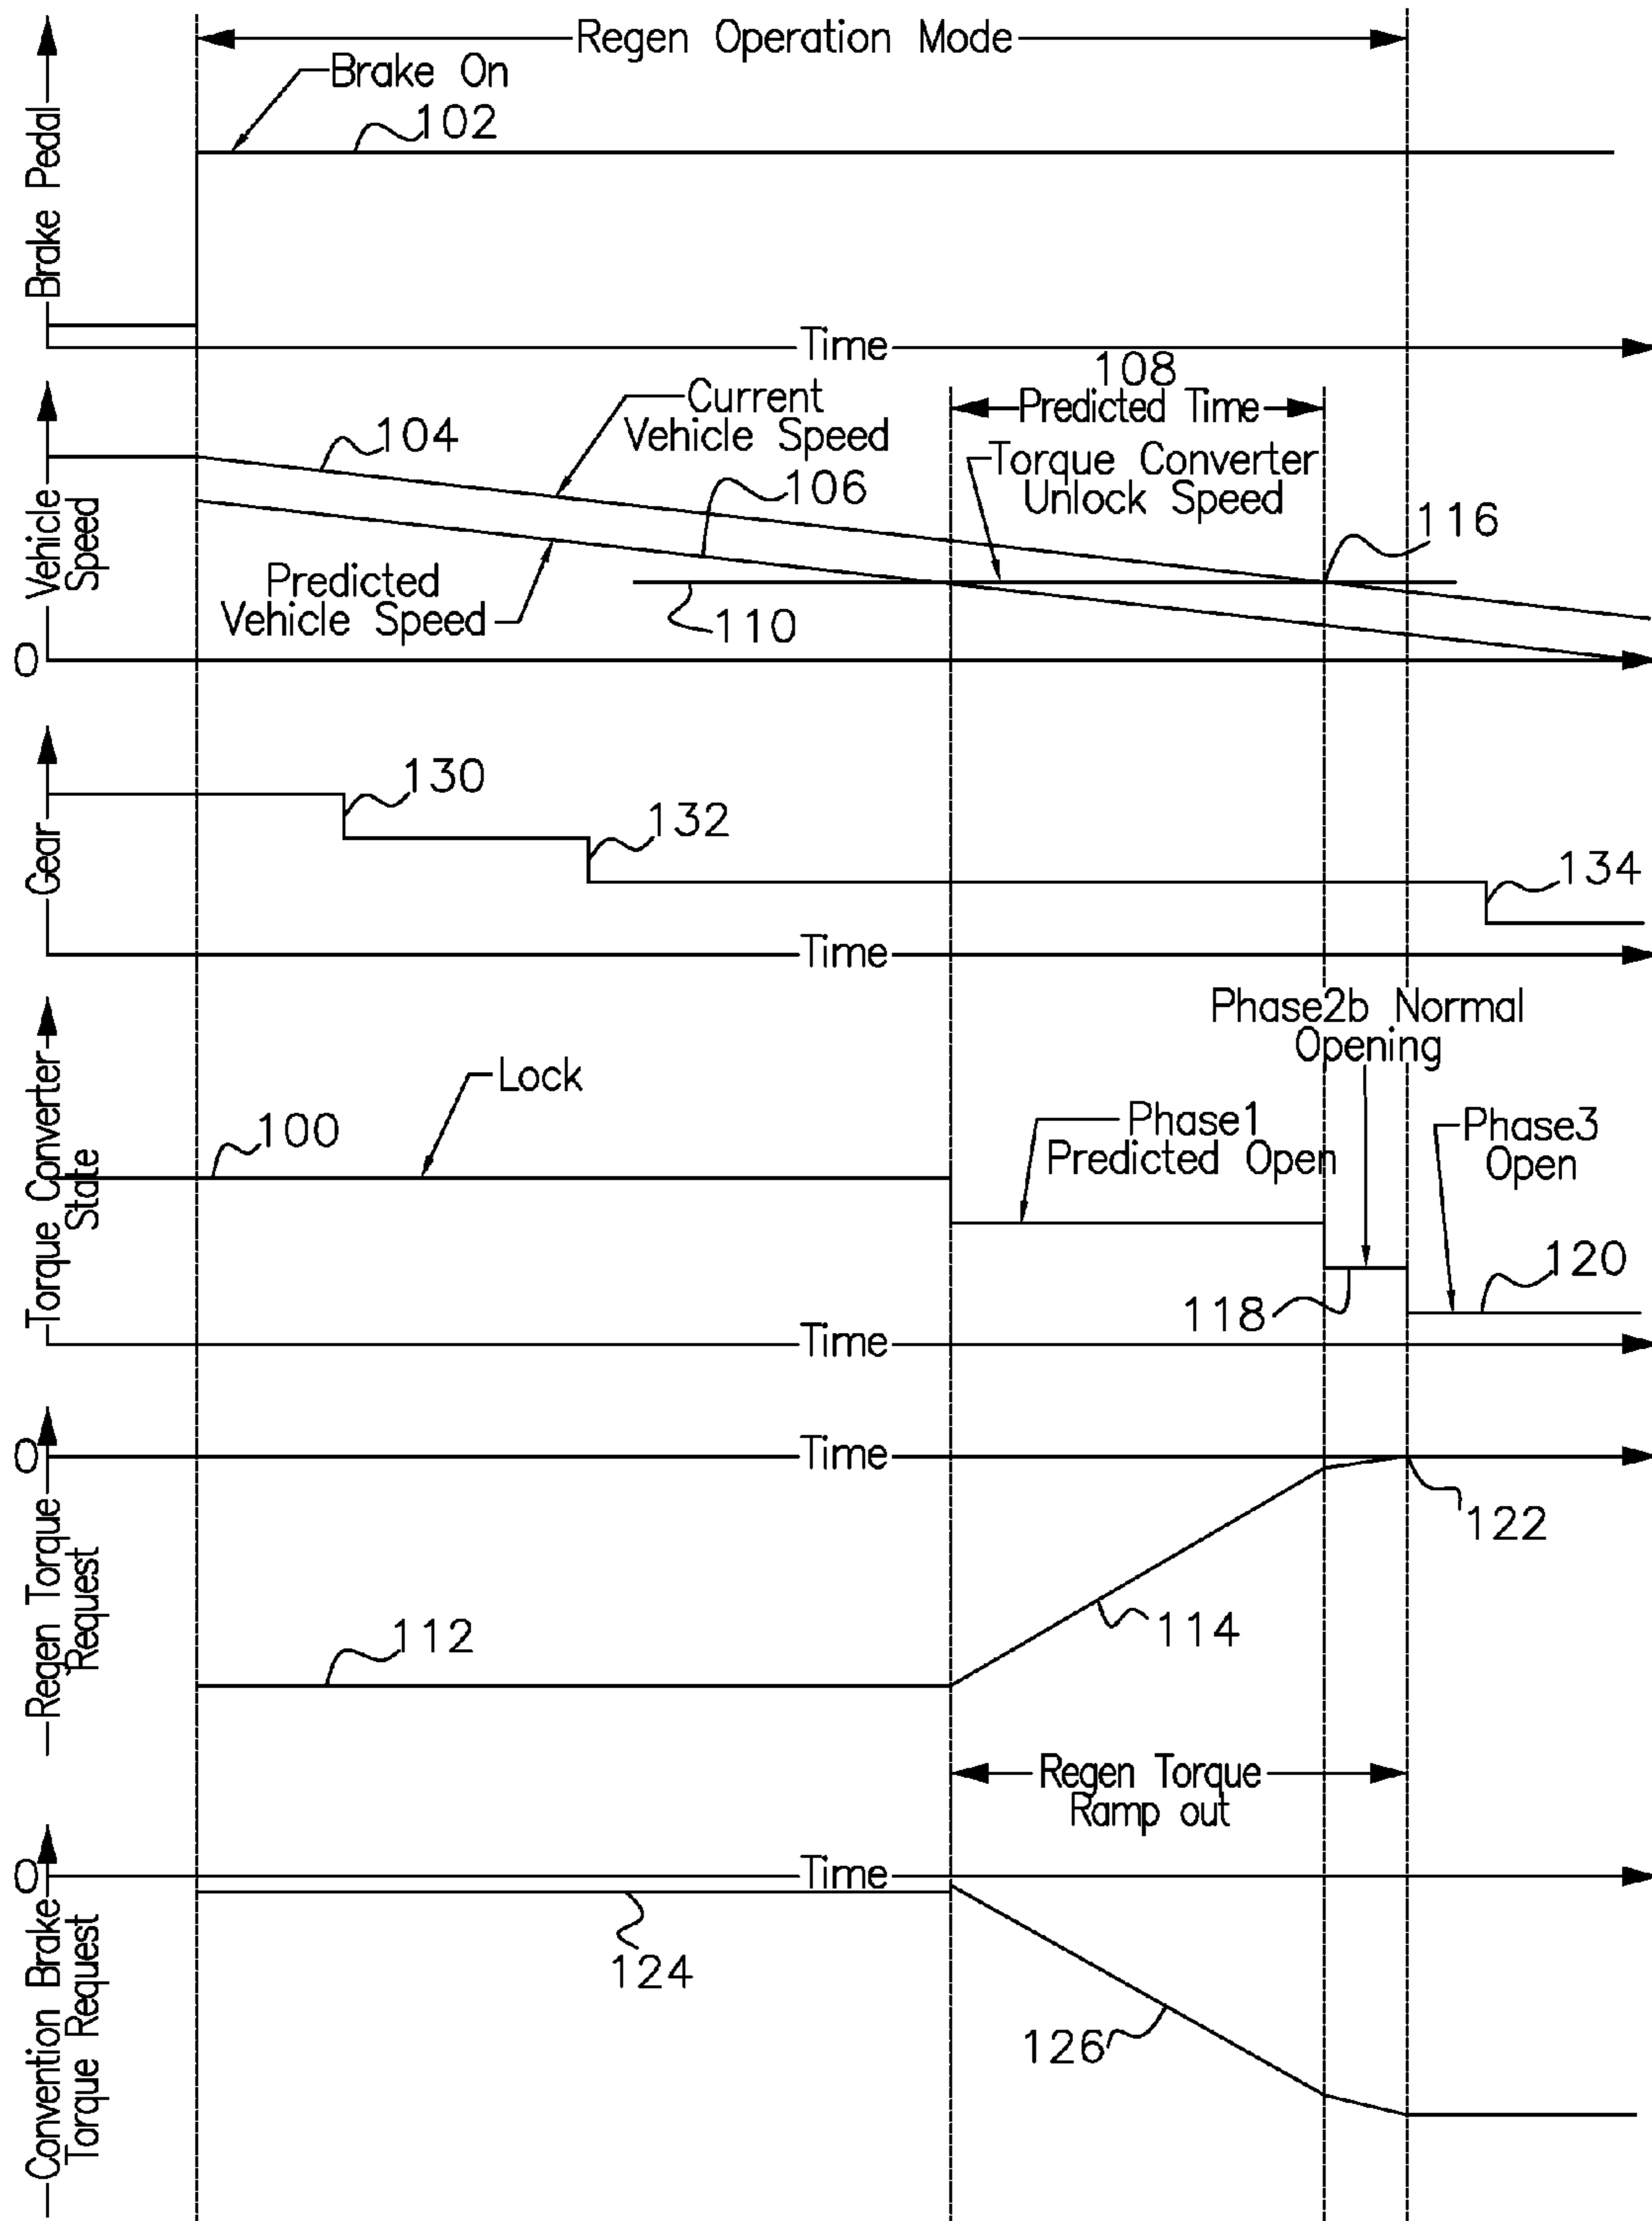 Regen Operation Mode
Brake On
102
Brake Pedal
Time
108
Predicted Time
Current
Vehicle Speed
104
106
Torque Converter
Unlock Speed
116
Predicted
Vehicle Speed
110
Vehicle
Speed
0
130
132
134
Gear
Time
Phase2b Normal
Opening
Lock
100
Phase1
Predicted Open
Phase3
Open
118
120
Torque Converter
State
Time
0
Time
122
114
112
Regen Torque
Request
Regen Torque
Ramp out
0
Time
124
126
Convention Brake
Torque Request